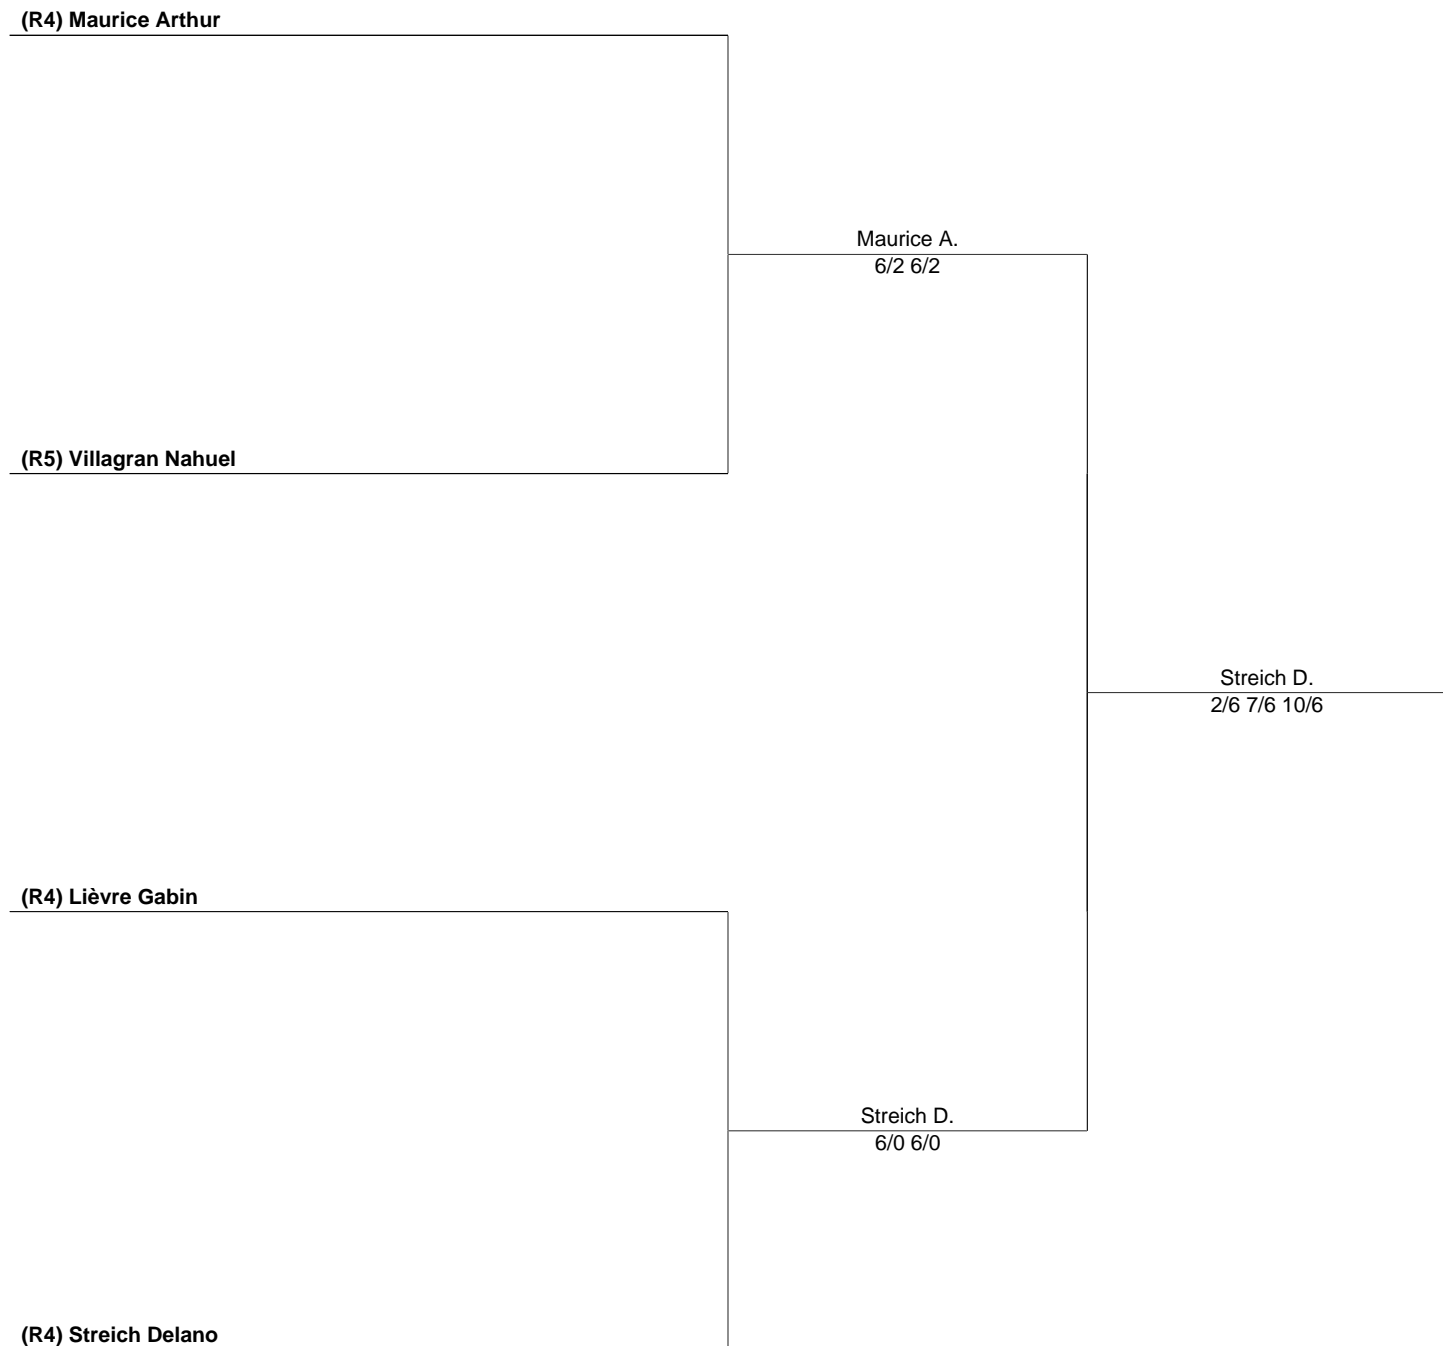 (R4) Maurice Arthur
Maurice A.
6/2 6/2
(R5) Villagran Nahuel
Streich D.
2/6 7/6 10/6
(R4) Lièvre Gabin
Streich D.
6/0 6/0
(R4) Streich Delano